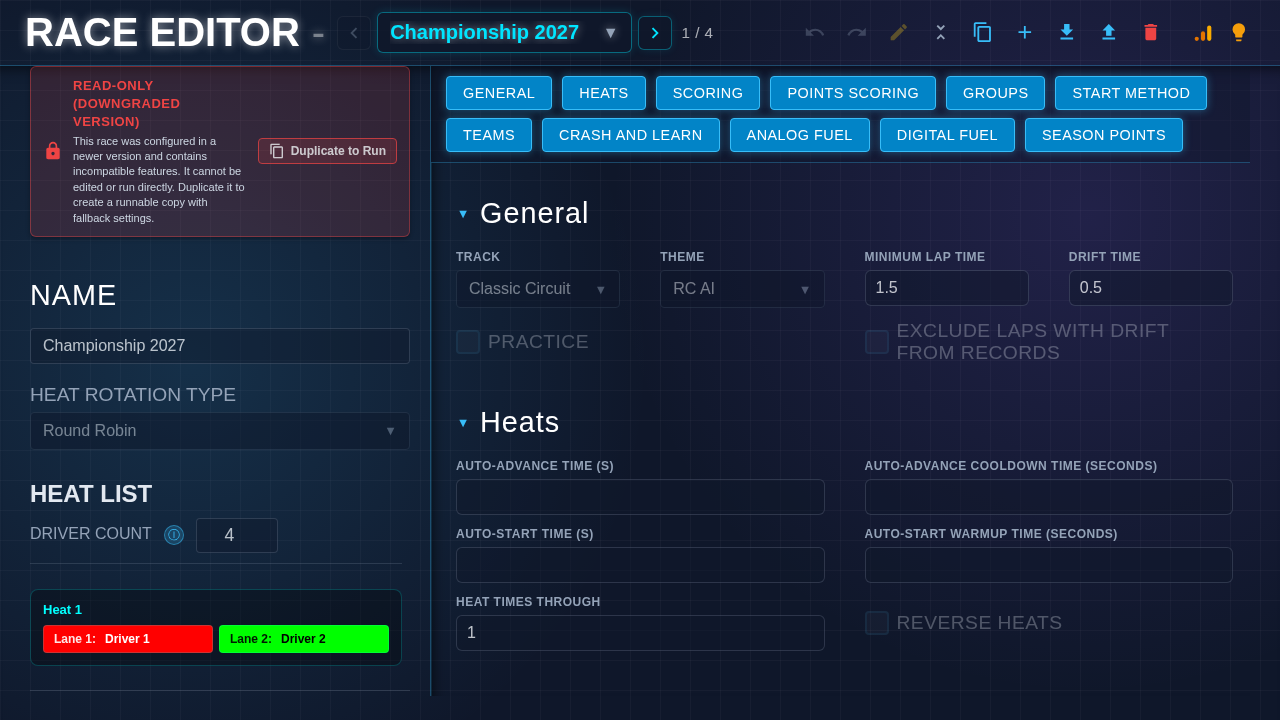 RACE EDITOR -
Championship 2027
1 / 4
READ-ONLY
(DOWNGRADED
VERSION)
This race was configured in a
newer version and contains
incompatible features. It cannot be
edited or run directly. Duplicate it to
create a runnable copy with
fallback settings.
Duplicate to Run
NAME
Championship 2027
HEAT ROTATION TYPE
Round Robin
HEAT LIST
DRIVER COUNT
4
Heat 1
Lane 1: Driver 1
Lane 2: Driver 2
GENERAL
HEATS
SCORING
POINTS SCORING
GROUPS
START METHOD
TEAMS
CRASH AND LEARN
ANALOG FUEL
DIGITAL FUEL
SEASON POINTS
General
TRACK
Classic Circuit
THEME
RC AI
MINIMUM LAP TIME
1.5
DRIFT TIME
0.5
PRACTICE
EXCLUDE LAPS WITH DRIFT
FROM RECORDS
Heats
AUTO-ADVANCE TIME (S)
AUTO-ADVANCE COOLDOWN TIME (SECONDS)
AUTO-START TIME (S)
AUTO-START WARMUP TIME (SECONDS)
HEAT TIMES THROUGH
1
REVERSE HEATS